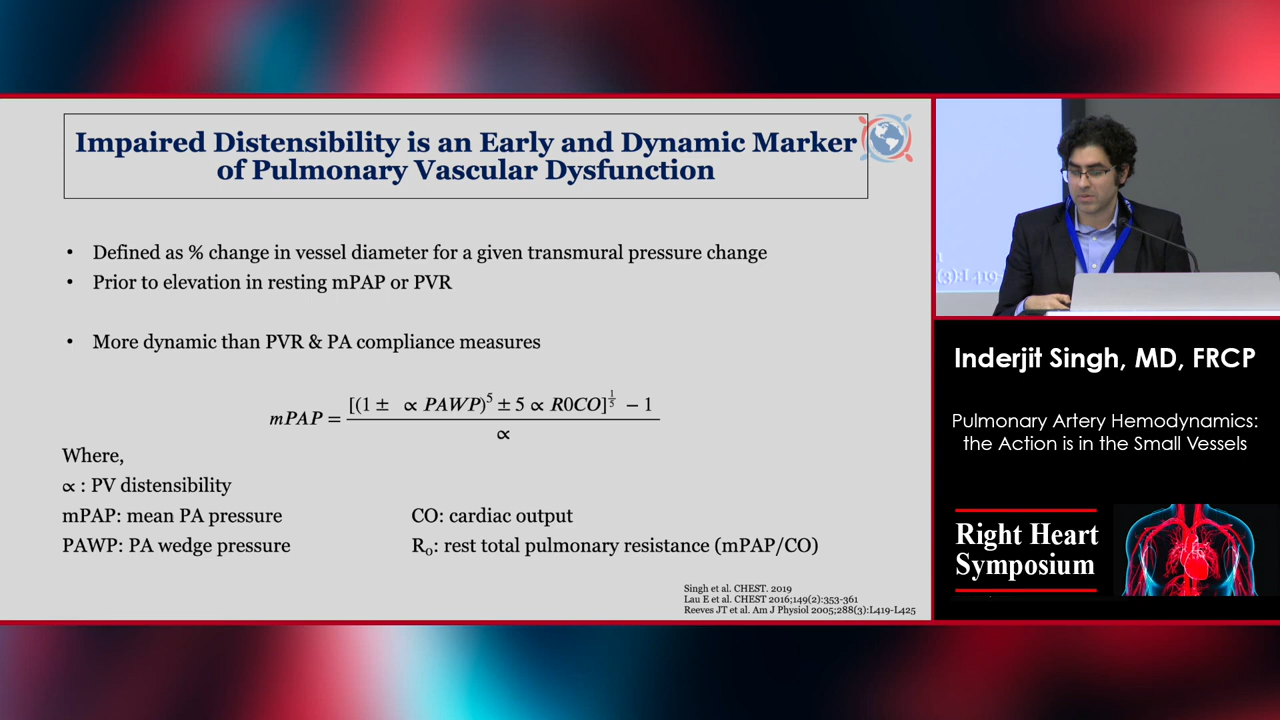 Impaired Distensibility is an Early and Dynamic Marker
of Pulmonary Vascular Dysfunction
• Defined as % change in vessel diameter for a given transmural pressure change
• Prior to elevation in resting mPAP or PVR
• More dynamic than PVR & PA compliance measures
mPAP = [(1 ± ∝ PAWP)⁵ ± 5 ∝ R0CO]^(1/5) − 1 / ∝
Where,
∝ : PV distensibility
mPAP: mean PA pressure
CO: cardiac output
PAWP: PA wedge pressure
R₀: rest total pulmonary resistance (mPAP/CO)
Singh et al. CHEST. 2019
Lau E et al. CHEST 2016;149(2):353-361
Reeves JT et al. Am J Physiol 2005;288(3):L419-L425
(3):L419
Inderjit Singh, MD, FRCP
Pulmonary Artery Hemodynamics:
the Action is in the Small Vessels
Right Heart
Symposium